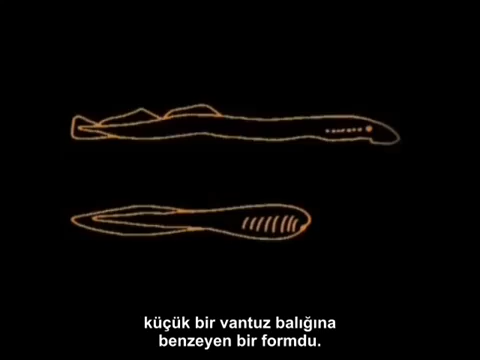 küçük bir vantuz balığına
benzeyen bir formdu.